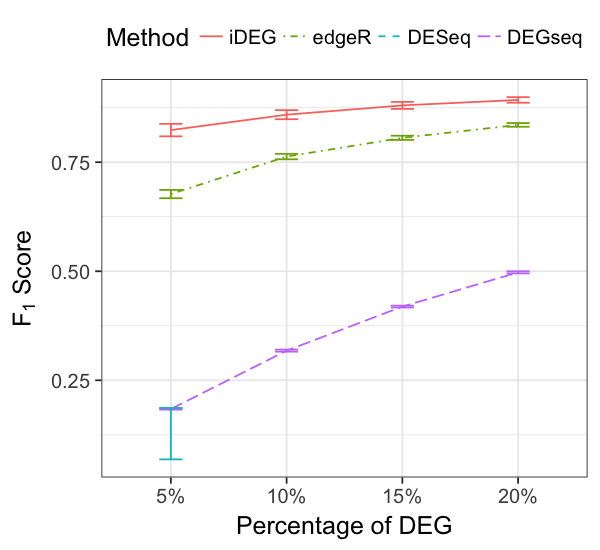 Method iDEG edgeR DESeq DEGseq
0.75
0.50
0.25
F1 Score
5% 10% 15% 20%
Percentage of DEG